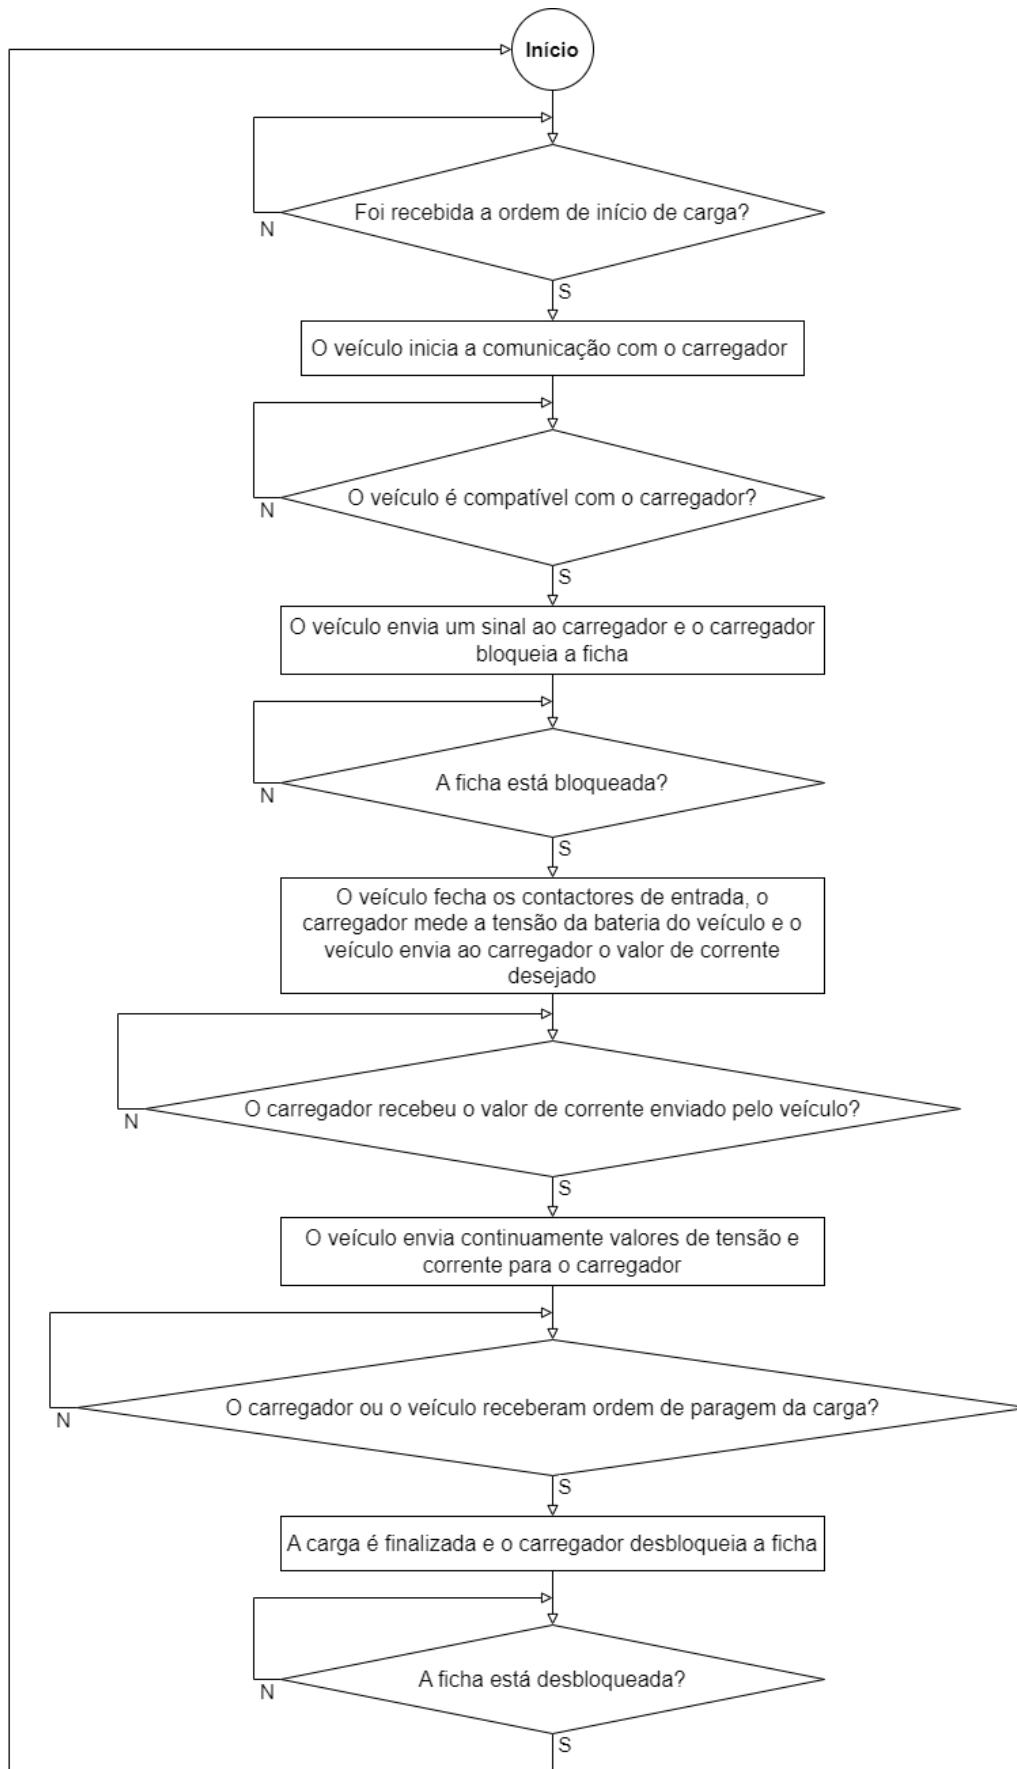 Início
Foi recebida a ordem de início de carga?
N
S
O veículo inicia a comunicação com o carregador
O veículo é compatível com o carregador?
N
S
O veículo envia um sinal ao carregador e o carregador
bloqueia a ficha
A ficha está bloqueada?
N
S
O veículo fecha os contactores de entrada, o
carregador mede a tensão da bateria do veículo e o
veículo envia ao carregador o valor de corrente
desejado
O carregador recebeu o valor de corrente enviado pelo veículo?
N
S
O veículo envia continuamente valores de tensão e
corrente para o carregador
O carregador ou o veículo receberam ordem de paragem da carga?
N
S
A carga é finalizada e o carregador desbloqueia a ficha
A ficha está desbloqueada?
N
S